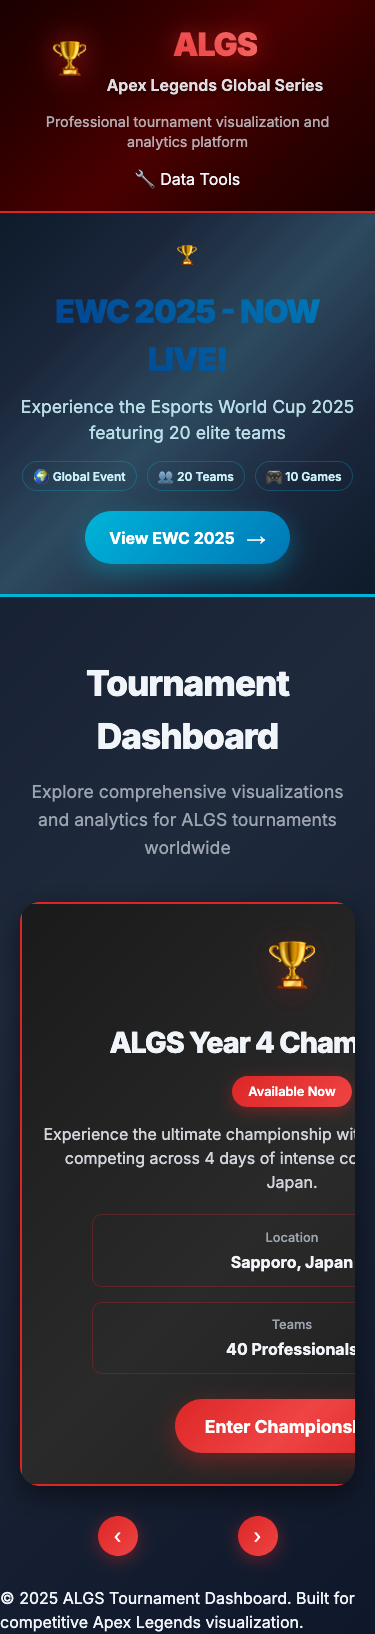 ALGS
Apex Legends Global Series
Professional tournament visualization and
analytics platform
Data Tools
EWC 2025 - NOW
LIVE!
Experience the Esports World Cup 2025
featuring 20 elite teams
Global Event
20 Teams
10 Games
View EWC 2025 →
Tournament
Dashboard
Explore comprehensive visualizations
and analytics for ALGS tournaments
worldwide
ALGS Year 4 Cham
Available Now
Experience the ultimate championship wit
competing across 4 days of intense co
Japan.
Location
Sapporo, Japan
Teams
40 Professionals
Enter Champions
‹ ›
© 2025 ALGS Tournament Dashboard. Built for
competitive Apex Legends visualization.